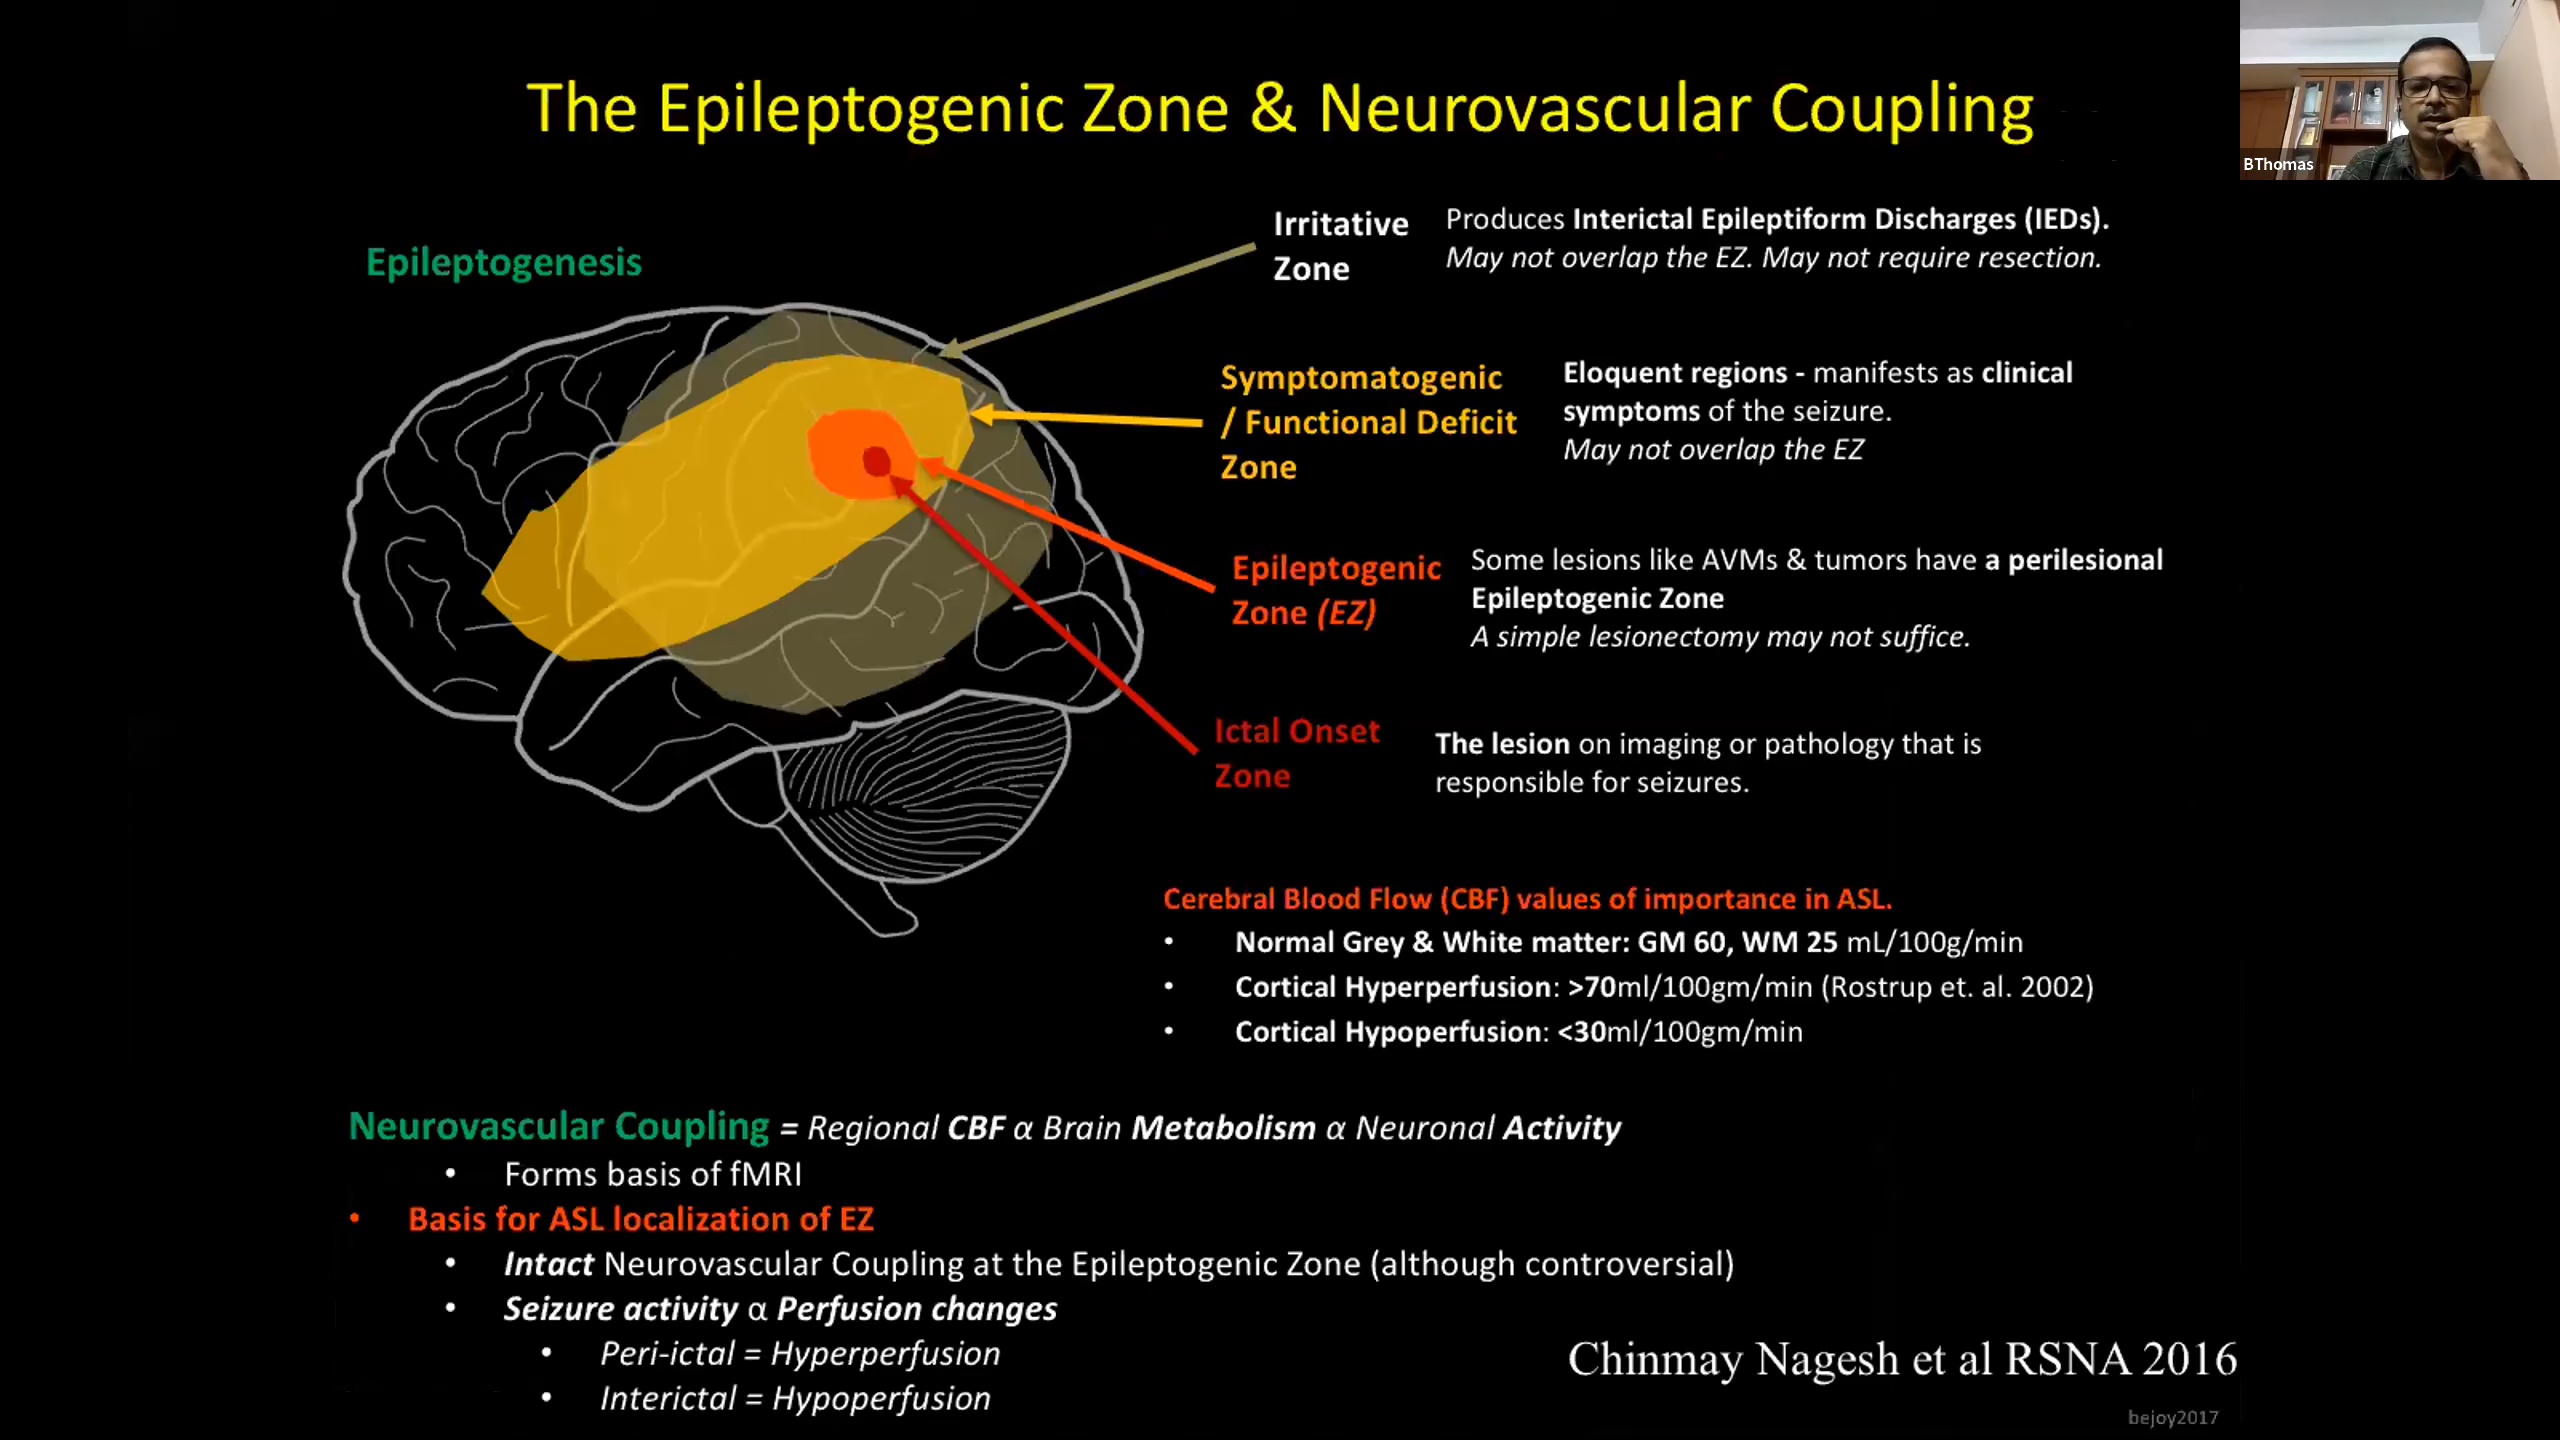 The Epileptogenic Zone & Neurovascular Coupling
BThomas
Epileptogenesis
Irritative
Zone
Produces Interictal Epileptiform Discharges (IEDs).
May not overlap the EZ. May not require resection.
Symptomatogenic
/ Functional Deficit
Zone
Eloquent regions - manifests as clinical
symptoms of the seizure.
May not overlap the EZ
Epileptogenic
Zone (EZ)
Some lesions like AVMs & tumors have a perilesional
Epileptogenic Zone
A simple lesionectomy may not suffice.
Ictal Onset
Zone
The lesion on imaging or pathology that is
responsible for seizures.
Cerebral Blood Flow (CBF) values of importance in ASL.
• Normal Grey & White matter: GM 60, WM 25 mL/100g/min
• Cortical Hyperperfusion: >70ml/100gm/min (Rostrup et. al. 2002)
• Cortical Hypoperfusion: <30ml/100gm/min
Neurovascular Coupling = Regional CBF α Brain Metabolism α Neuronal Activity
• Forms basis of fMRI
• Basis for ASL localization of EZ
• Intact Neurovascular Coupling at the Epileptogenic Zone (although controversial)
• Seizure activity α Perfusion changes
• Peri-ictal = Hyperperfusion
• Interictal = Hypoperfusion
Chinmay Nagesh et al RSNA 2016
bejoy2017